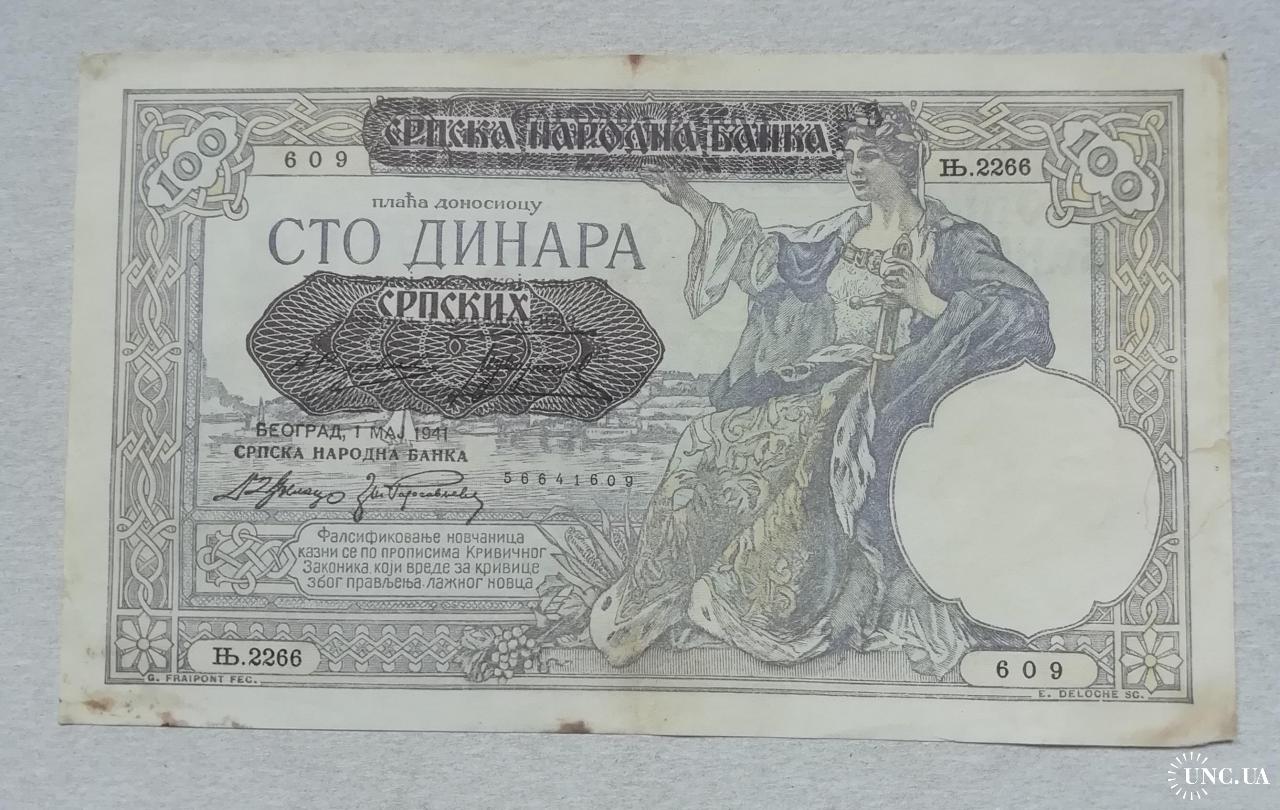 100
СРПСКА НАРОДНА БАНКА
100
609
Њ.2266
плаћа доносиоцу
СТО ДИНАРА
СРПСКИХ
БЕОГРАД, 1 МАЈ 1941
СРПСКА НАРОДНА БАНКА
56641609
Фалсификовање новчаница
казни се по прописима Кривичног
Законика, који вреде за кривице
због прављења лажног новца
Њ.2266
609
G. FRAIPONT FEC.
E. DELOCHE SC.
UNC.UA